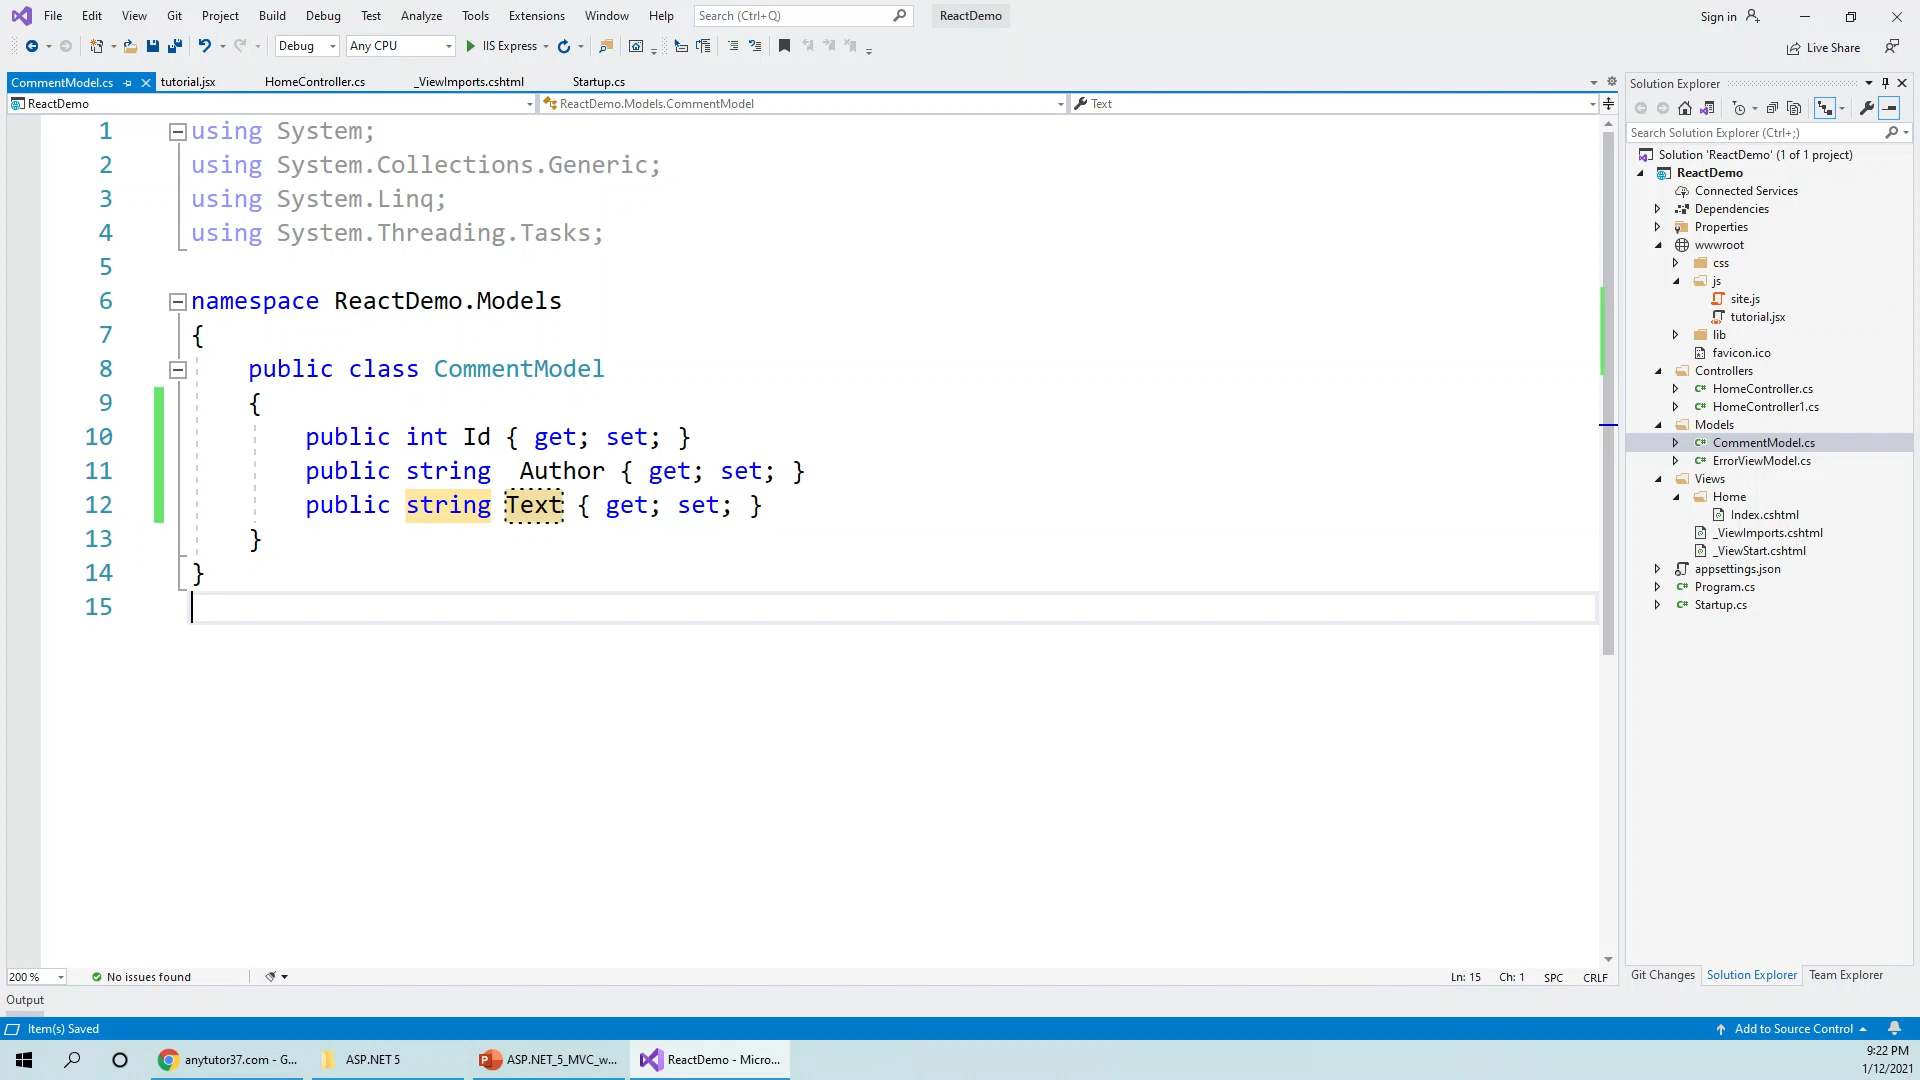 File Edit View Git Project Build Debug Test Analyze Tools Extensions Window Help Search (Ctrl+Q) ReactDemo Sign in
Debug Any CPU IIS Express Live Share
CommentModel.cs tutorial.jsx HomeController.cs _ViewImports.cshtml Startup.cs
ReactDemo ReactDemo.Models.CommentModel Text
1 using System;
2 using System.Collections.Generic;
3 using System.Linq;
4 using System.Threading.Tasks;
5
6 namespace ReactDemo.Models
7 {
8 public class CommentModel
9 {
10 public int Id { get; set; }
11 public string  Author { get; set; }
12 public string Text { get; set; }
13 }
14 }
15
200 % No issues found Ln: 15 Ch: 1 SPC CRLF
Output
Solution Explorer
Search Solution Explorer (Ctrl+;)
Solution 'ReactDemo' (1 of 1 project)
ReactDemo
Connected Services
Dependencies
Properties
wwwroot
css
js
site.js
tutorial.jsx
lib
favicon.ico
Controllers
HomeController.cs
HomeController1.cs
Models
CommentModel.cs
ErrorViewModel.cs
Views
Home
Index.cshtml
_ViewImports.cshtml
_ViewStart.cshtml
appsettings.json
Program.cs
Startup.cs
Git Changes Solution Explorer Team Explorer
Item(s) Saved Add to Source Control
anytutor37.com - G... ASP.NET 5 ASP.NET_5_MVC_w... ReactDemo - Micro... 9:22 PM
1/12/2021